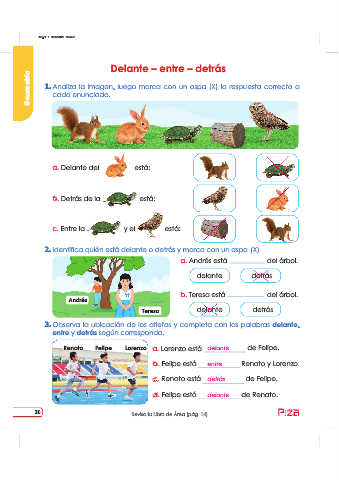 Geometría
Delante – entre – detrás
1. Analiza la imagen, luego marca con un aspa (X) la respuesta correcta a
cada enunciado.
a. Delante del está:
b. Detrás de la está:
c. Entre la y el está:
2. Identifica quién está delante o detrás y marca con un aspa (X).
Andrés
Teresa
a. Andrés está del árbol.
delante detrás
b. Teresa está del árbol.
delante detrás
3. Observa la ubicación de los atletas y completa con las palabras delante,
entre y detrás según corresponda.
Renato Felipe Lorenzo
a. Lorenzo está delante de Felipe.
b. Felipe está entre Renato y Lorenzo.
c. Renato está detrás de Felipe.
d. Felipe está delante de Renato.
Revisa tu Libro de Área (pág. 14)